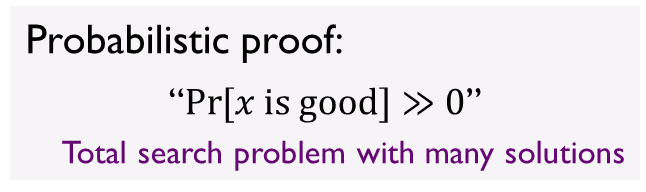 Probabilistic proof:
“Pr[x is good] ≫ 0”
Total search problem with many solutions